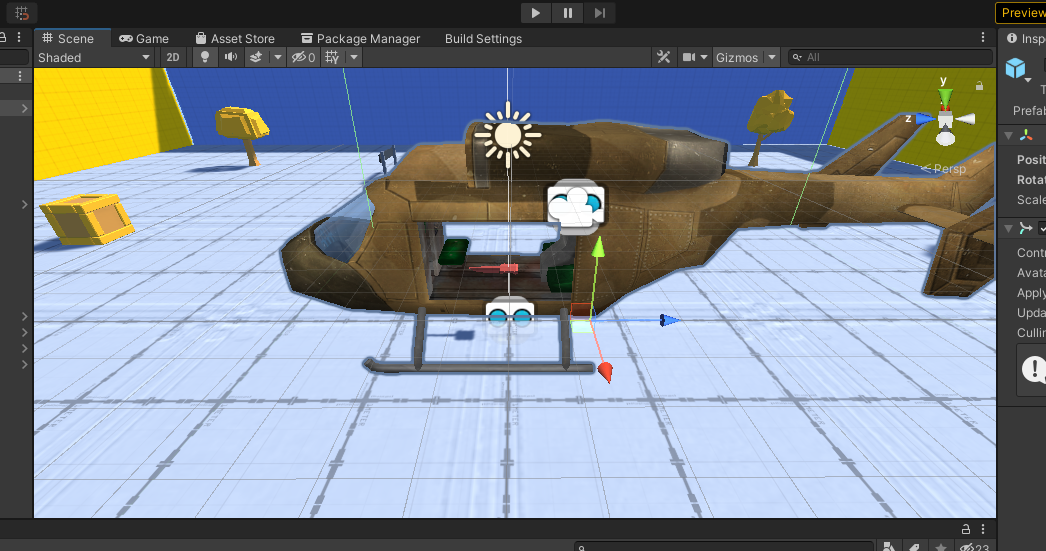 Preview
Scene Game Asset Store Package Manager Build Settings
Inspe
Shaded 2D 0 Gizmos All
y
z
Persp
T
Prefab
Posit
Rotat
Scale
Contr
Avata
Apply
Upda
Cullin
23